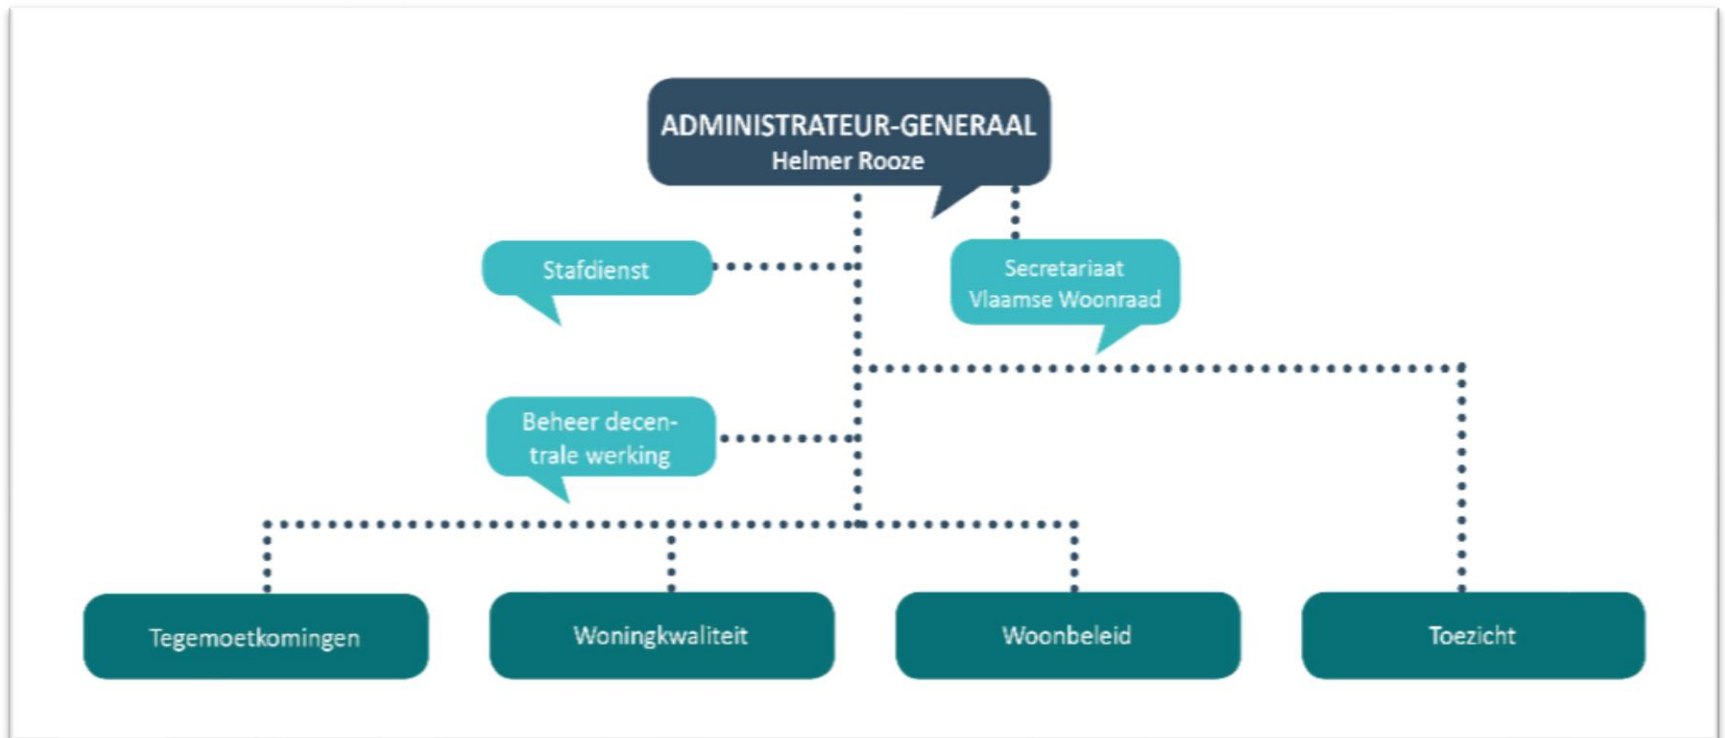 ADMINISTRATEUR-GENERAAL
Helmer Rooze
Stafdienst
Secretariaat
Vlaamse Woonraad
Beheer decen-
trale werking
Tegemoetkomingen
Woningkwaliteit
Woonbeleid
Toezicht